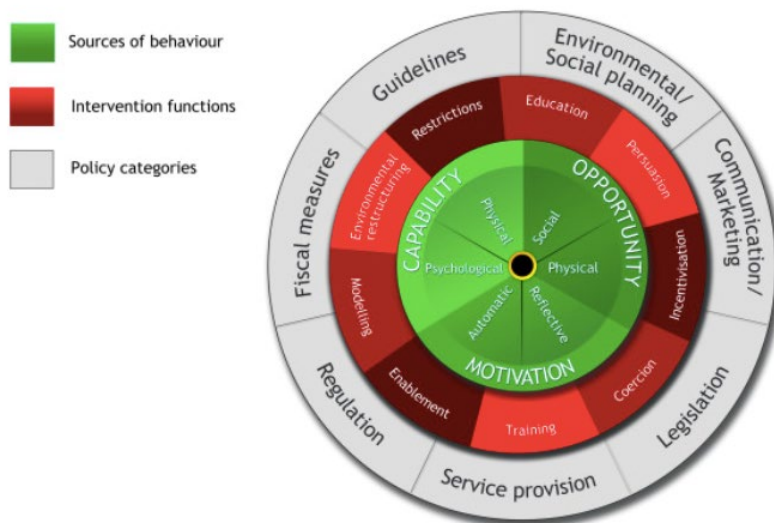 Sources of behaviour
Intervention functions
Policy categories
Guidelines
Environmental/
Social planning
Communication/
Marketing
Legislation
Service provision
Regulation
Fiscal measures
Restrictions
Education
Persuasion
Incentivisation
Coercion
Training
Enablement
Modelling
Environmental
restructuring
CAPABILITY
OPPORTUNITY
MOTIVATION
Physical
Social
Physical
Reflective
Automatic
Psychological